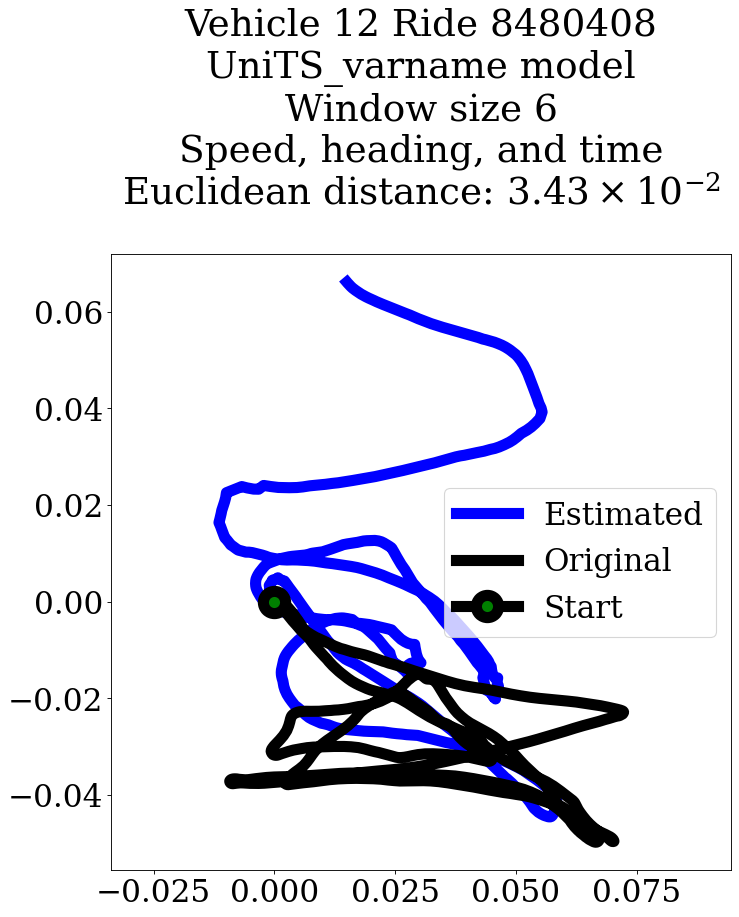 Vehicle 12 Ride 8480408
UniTS_varname model
Window size 6
Speed, heading, and time
Euclidean distance: 3.43 × 10⁻²
0.06
0.04
0.02
0.00
−0.02
−0.04
Estimated
Original
Start
−0.025 0.000 0.025 0.050 0.075